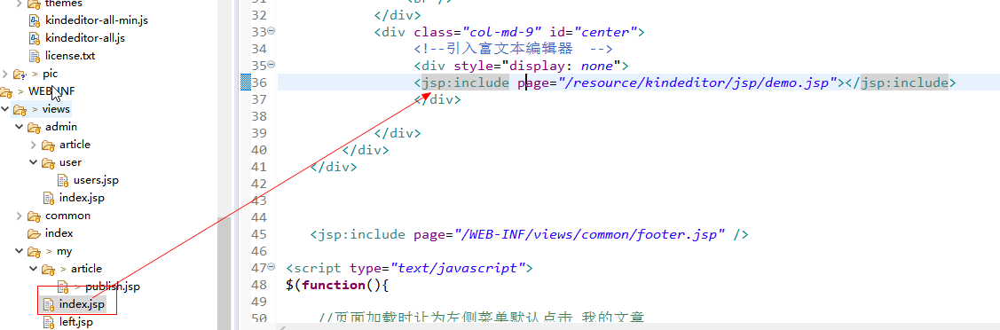 themes
kindeditor-all-min.js
kindeditor-all.js
license.txt
> pic
> WEB-INF
> views
admin
article
user
users.jsp
index.jsp
common
index
> my
> article
> publish.jsp
index.jsp
left.jsp
32 </div>
33 <div class="col-md-9" id="center">
34 <!--引入富文本编辑器 -->
35 <div style="display: none">
36 <jsp:include page="/resource/kindeditor/jsp/demo.jsp"></jsp:include>
37 </div>
38
39 </div>
40 </div>
41 </div>
42
43
44
45 <jsp:include page="/WEB-INF/views/common/footer.jsp" />
46
47 <script type="text/javascript">
48 $(function(){
49
50 //页面加载时让为左侧菜单默认点击 我的文章